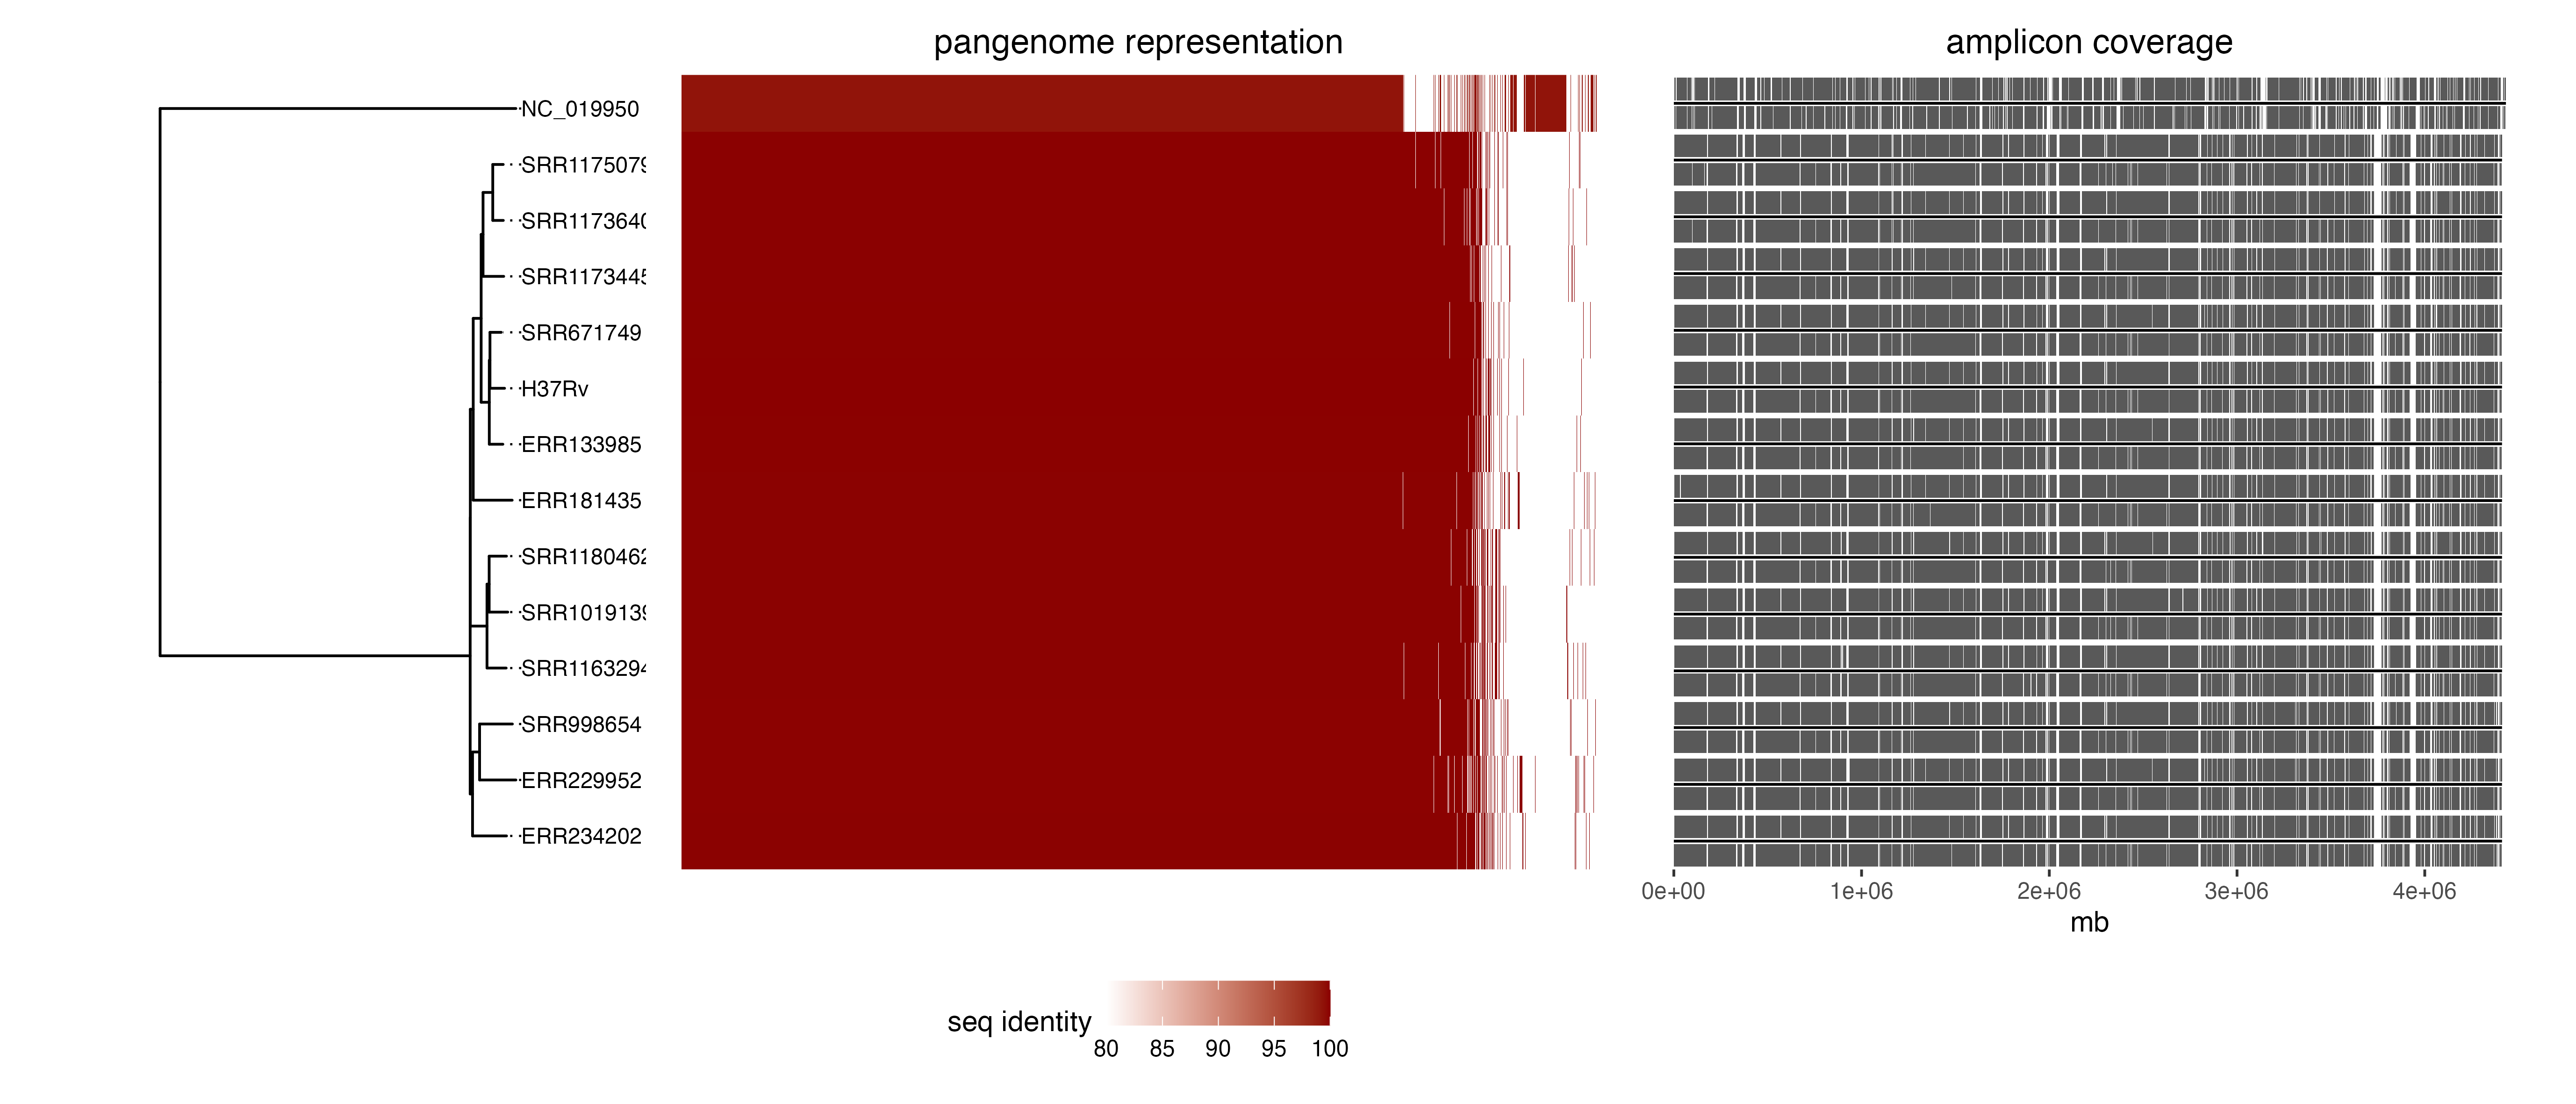 pangenome representation
amplicon coverage
NC_019950
SRR1175079
SRR1173640
SRR1173445
SRR671749
H37Rv
ERR133985
ERR181435
SRR1180462
SRR1019139
SRR1163294
SRR998654
ERR229952
ERR234202
0e+00 1e+06 2e+06 3e+06 4e+06
mb
seq identity
80 85 90 95 100